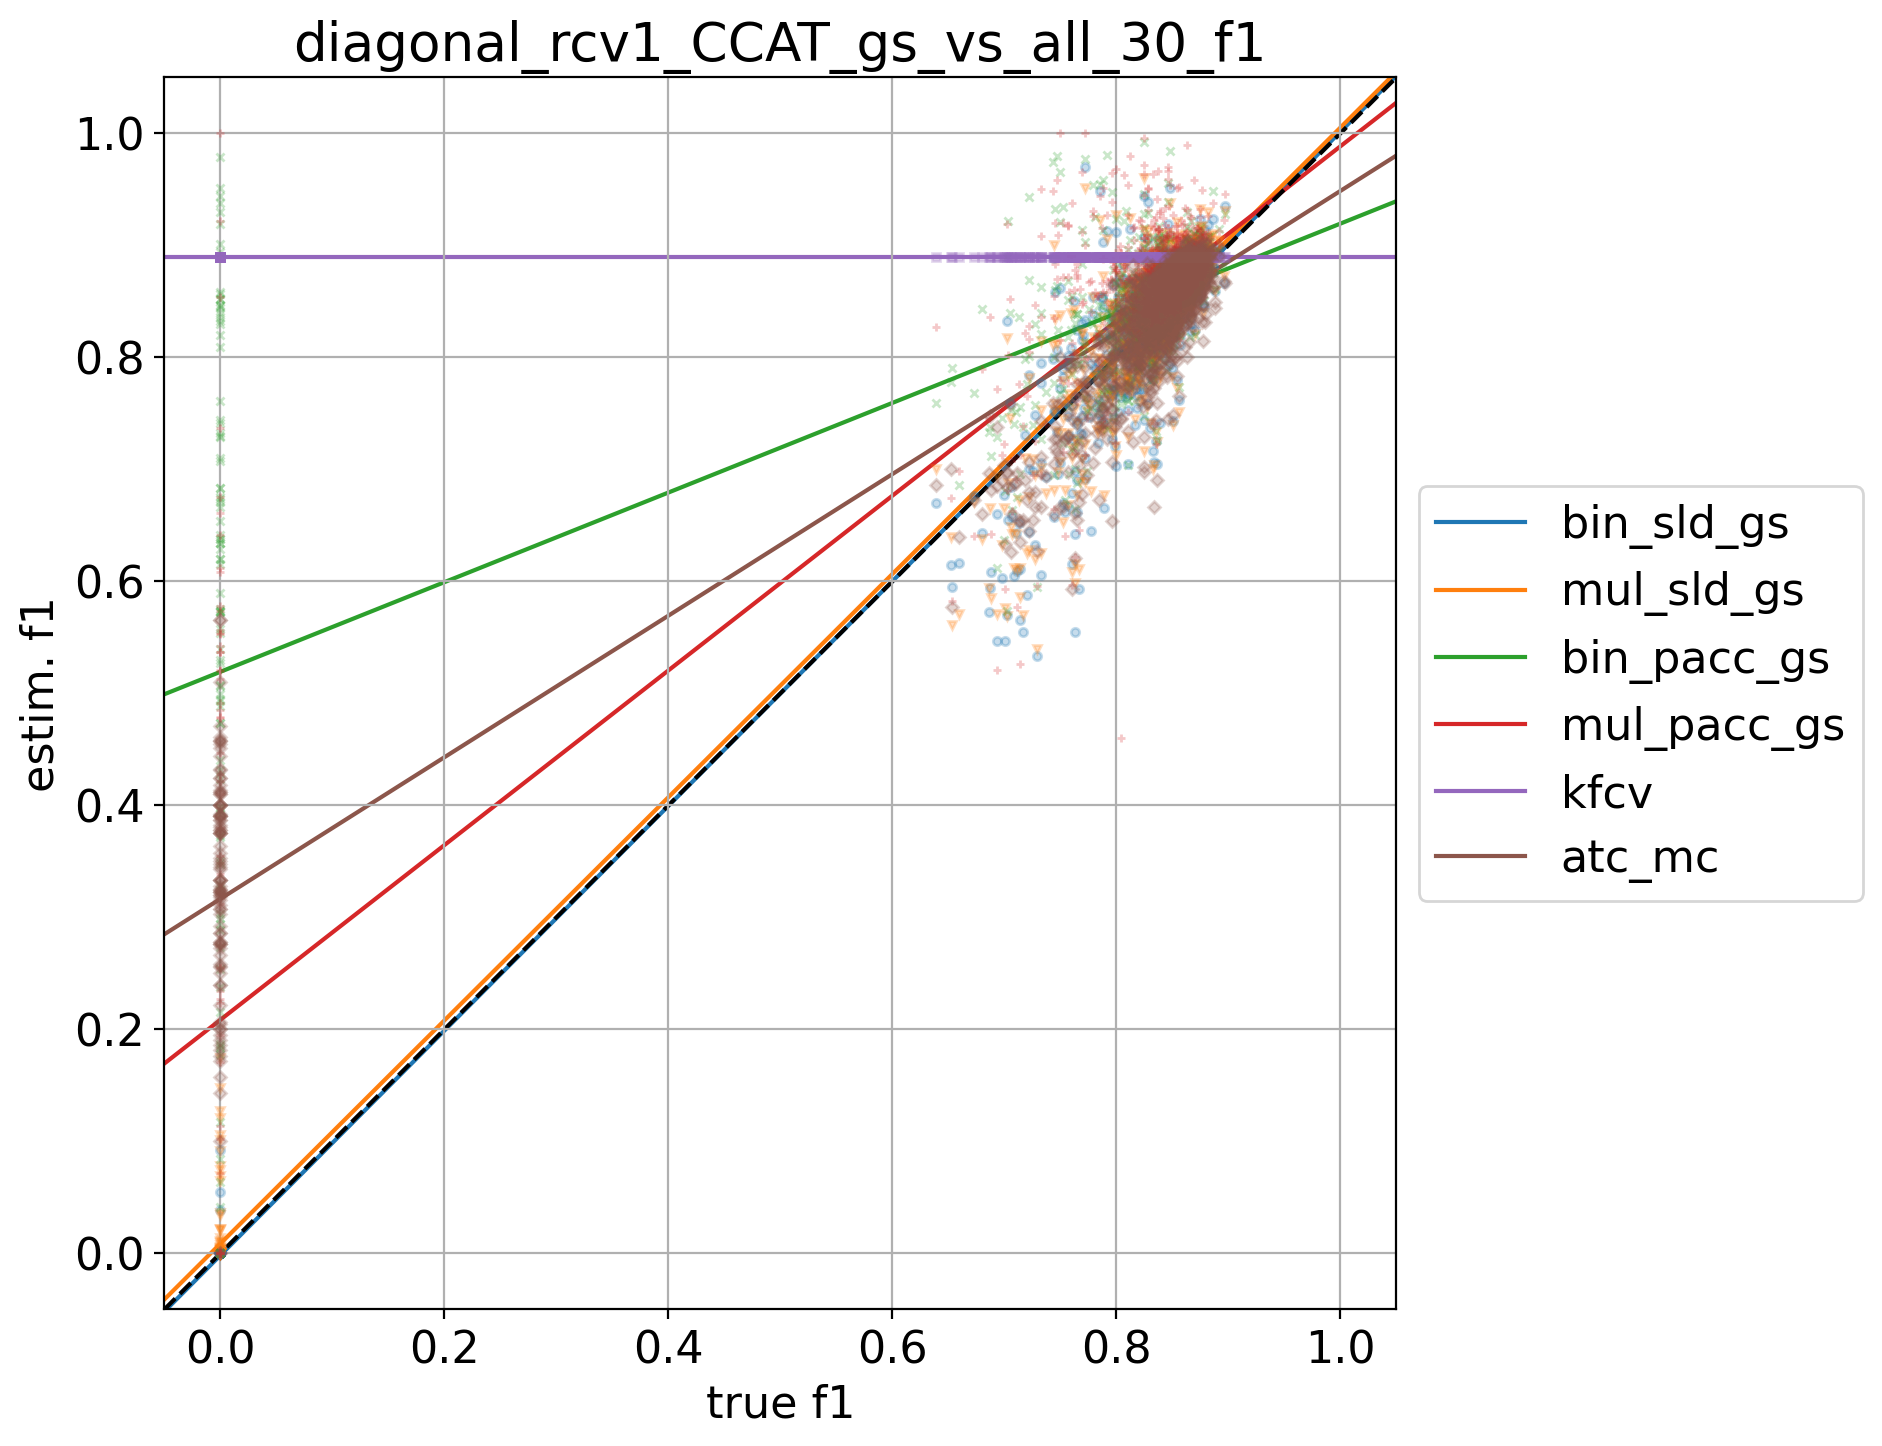 diagonal_rcv1_CCAT_gs_vs_all_30_f1
1.0
0.8
0.6
0.4
0.2
0.0
estim. f1
0.0 0.2 0.4 0.6 0.8 1.0
true f1
bin_sld_gs
mul_sld_gs
bin_pacc_gs
mul_pacc_gs
kfcv
atc_mc